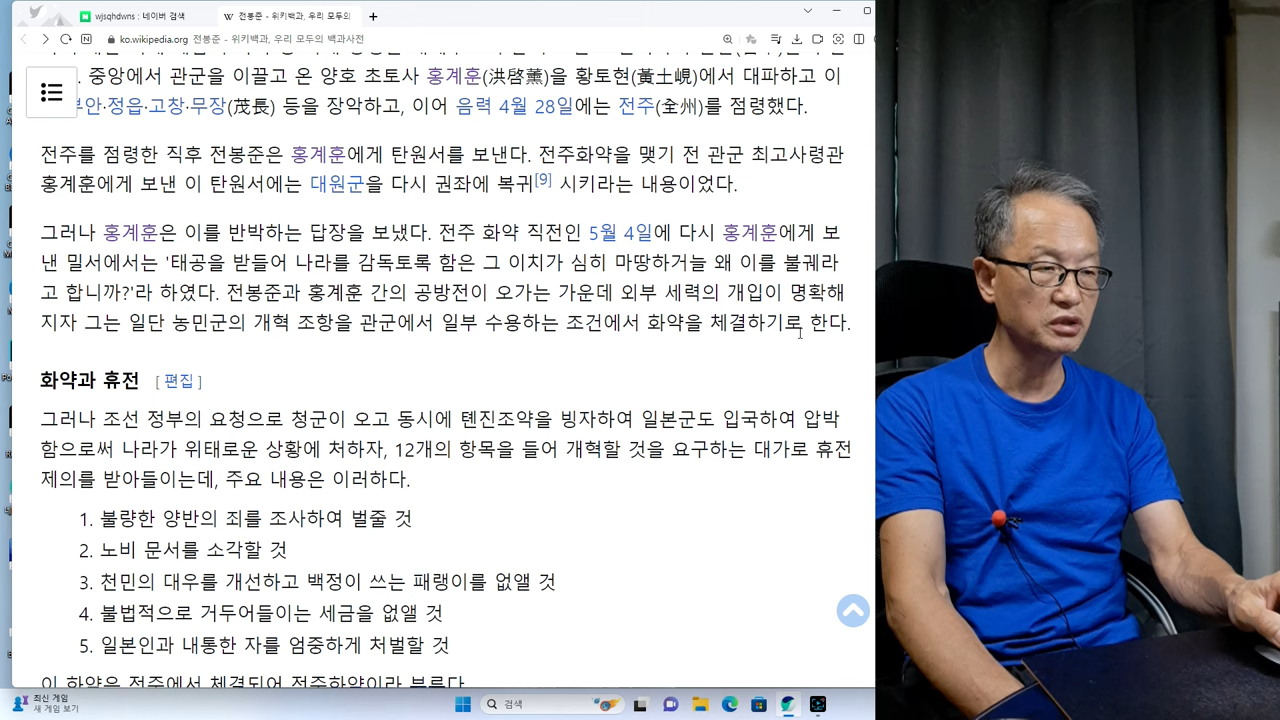 wjsqhdwns : 네이버 검색
전봉준 - 위키백과, 우리 모두의
ko.wikipedia.org 전봉준 - 위키백과, 우리 모두의 백과사전
중앙에서 관군을 이끌고 온 양호 초토사 홍계훈(洪啓薰)을 황토현(黃土峴)에서 대파하고 이
부안·정읍·고창·무장(茂長) 등을 장악하고, 이어 음력 4월 28일에는 전주(全州)를 점령했다.
전주를 점령한 직후 전봉준은 홍계훈에게 탄원서를 보낸다. 전주화약을 맺기 전 관군 최고사령관
홍계훈에게 보낸 이 탄원서에는 대원군을 다시 권좌에 복귀[9] 시키라는 내용이었다.
그러나 홍계훈은 이를 반박하는 답장을 보냈다. 전주 화약 직전인 5월 4일에 다시 홍계훈에게 보
낸 밀서에서는 '태공을 받들어 나라를 감독토록 함은 그 이치가 심히 마땅하거늘 왜 이를 불궤라
고 합니까?'라 하였다. 전봉준과 홍계훈 간의 공방전이 오가는 가운데 외부 세력의 개입이 명확해
지자 그는 일단 농민군의 개혁 조항을 관군에서 일부 수용하는 조건에서 화약을 체결하기로 한다.
화약과 휴전 [ 편집 ]
그러나 조선 정부의 요청으로 청군이 오고 동시에 톈진조약을 빙자하여 일본군도 입국하여 압박
함으로써 나라가 위태로운 상황에 처하자, 12개의 항목을 들어 개혁할 것을 요구하는 대가로 휴전
제의를 받아들이는데, 주요 내용은 이러하다.
1. 불량한 양반의 죄를 조사하여 벌줄 것
2. 노비 문서를 소각할 것
3. 천민의 대우를 개선하고 백정이 쓰는 패랭이를 없앨 것
4. 불법적으로 거두어들이는 세금을 없앨 것
5. 일본인과 내통한 자를 엄중하게 처벌할 것
이 화약은 전주에서 체결되어 전주화약이라 부른다
최신 게임
새 게임 보기
검색